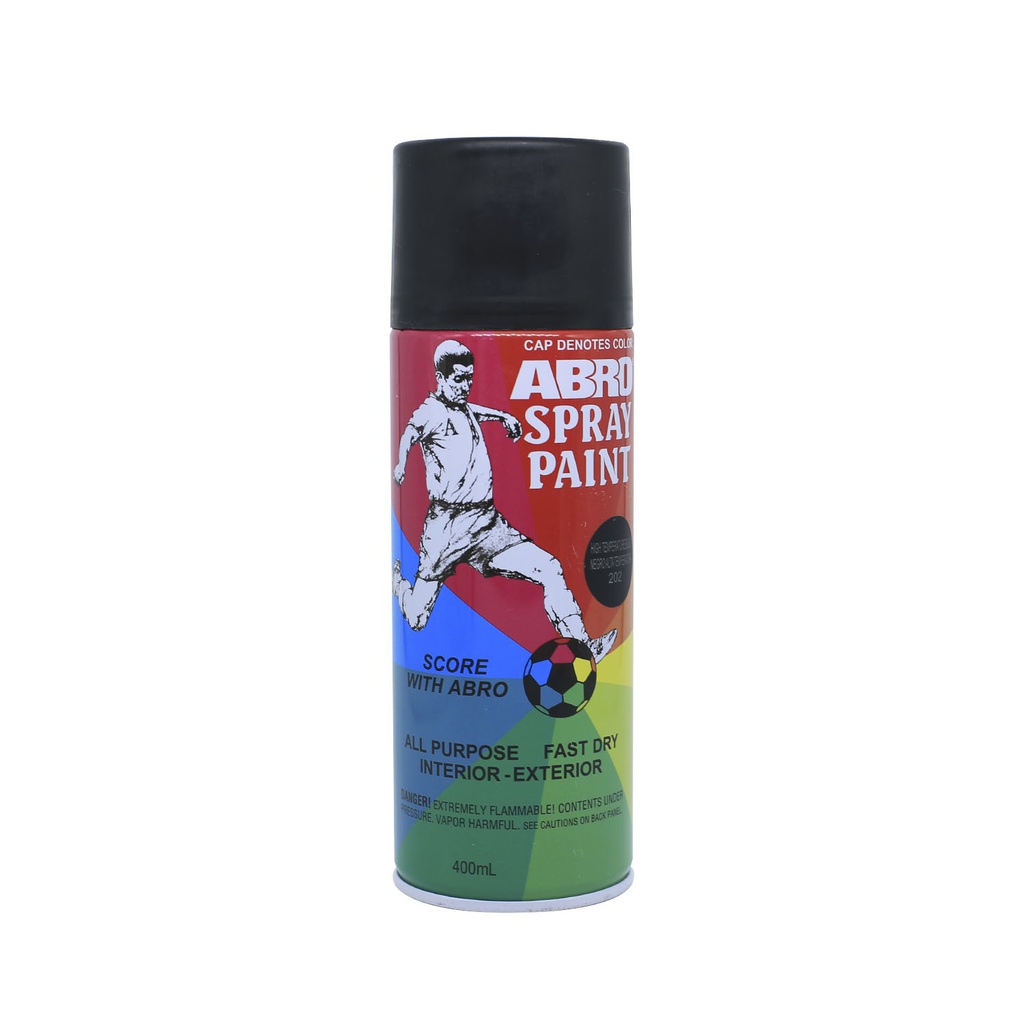 CAP DENOTES COLOR
ABRO
SPRAY
PAINT
HIGH
202
A
SCORE
WITH ABRO
ALL PURPOSE FAST DRY
INTERIOR - EXTERIOR
DANGER! EXTREMELY FLAMMABLE! CONTENTS UNDER
PRESSURE. VAPOR HARMFUL. SEE CAUTIONS ON BACK PANEL.
400mL